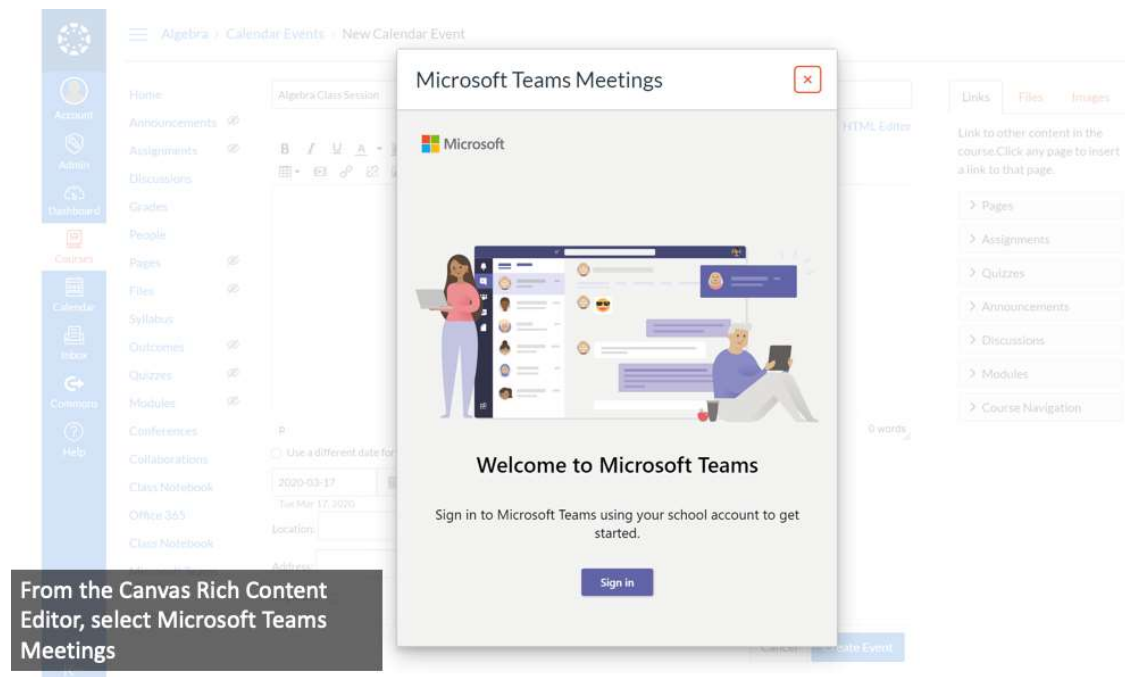 Algebra › Calendar Events › New Calendar Event
Account
Admin
Dashboard
Courses
Calendar
Inbox
Commons
Help
Home
Announcements
Assignments
Discussions
Grades
People
Pages
Files
Syllabus
Outcomes
Quizzes
Modules
Conferences
Collaborations
Class Notebook
Office 365
Class Notebook
Algebra Class Session
HTML Editor
B I U A
p
0 words
Use a different date for
2020-03-17
Tue Mar 17, 2020
Location:
Address:
Create Event
Microsoft Teams Meetings
Microsoft
Welcome to Microsoft Teams
Sign in to Microsoft Teams using your school account to get
started.
Sign in
Links Files Images
Link to other content in the
course.Click any page to insert
a link to that page.
Pages
Assignments
Quizzes
Announcements
Discussions
Modules
Course Navigation
From the Canvas Rich Content
Editor, select Microsoft Teams
Meetings